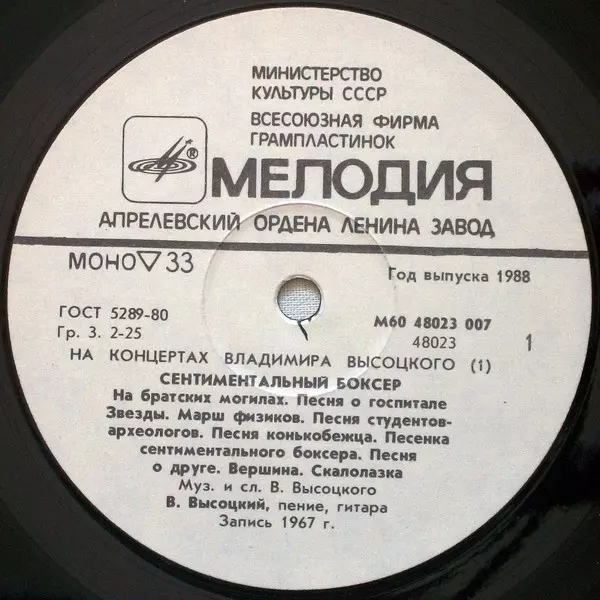 МИНИСТЕРСТВО
КУЛЬТУРЫ СССР
ВСЕСОЮЗНАЯ ФИРМА
ГРАМПЛАСТИНОК
® МЕЛОДИЯ
АПРЕЛЕВСКИЙ ОРДЕНА ЛЕНИНА ЗАВОД
МОНО ▽ 33
Год выпуска 1988
ГОСТ 5289-80
Гр. 3. 2-25
М60 48023 007
48023
1
НА КОНЦЕРТАХ ВЛАДИМИРА ВЫСОЦКОГО (1)
СЕНТИМЕНТАЛЬНЫЙ БОКСЕР
На братских могилах. Песня о госпитале
Звезды. Марш физиков. Песня студентов-
археологов. Песня конькобежца. Песенка
сентиментального боксера. Песня
о друге. Вершина. Скалолазка
Муз. и сл. В. Высоцкого
В. Высоцкий, пение, гитара
Запись 1967 г.